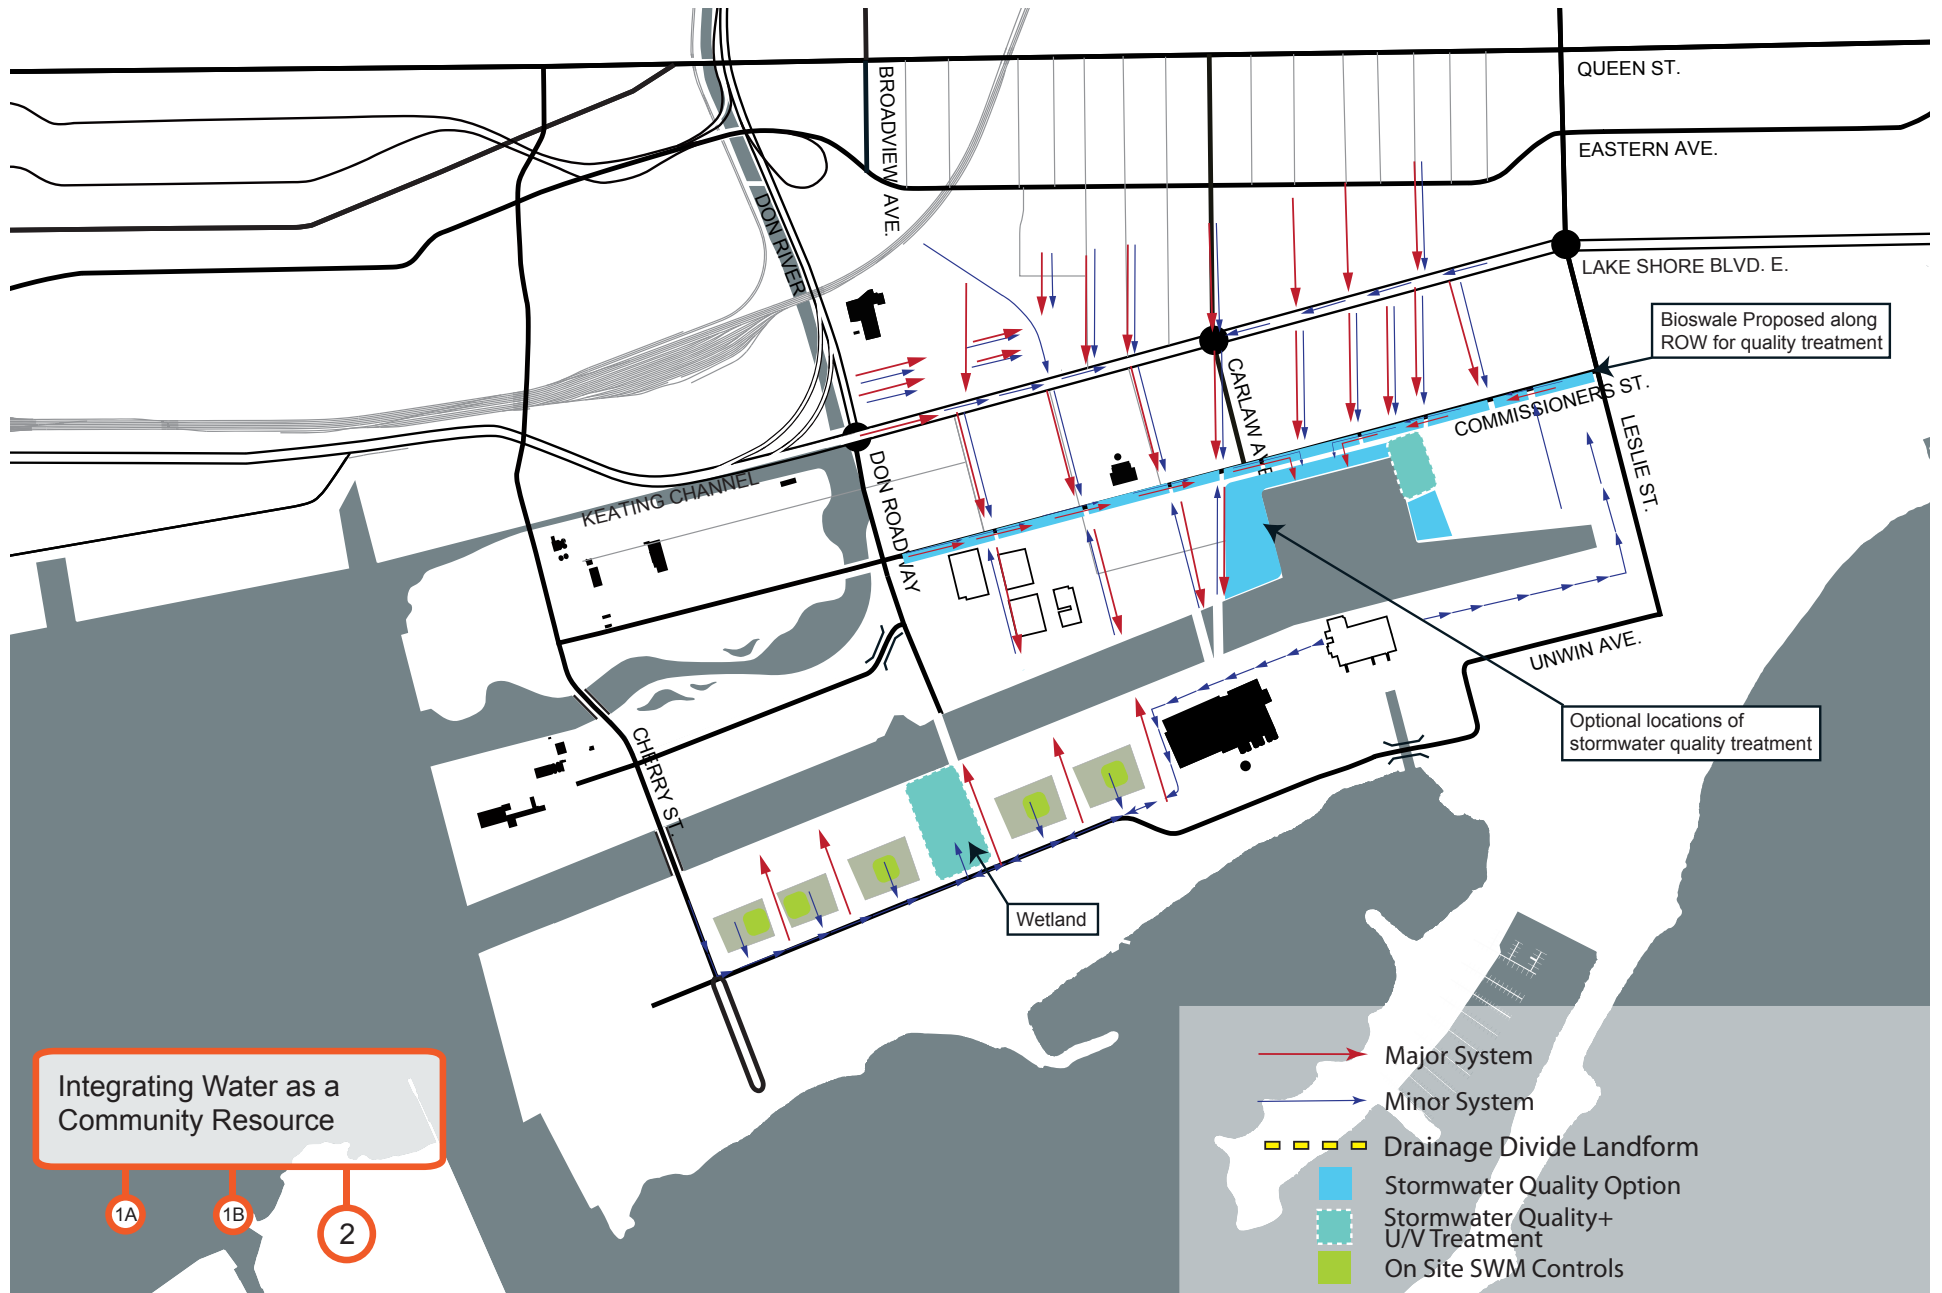 QUEEN ST.
BROADVIEW AVE.
EASTERN AVE.
DON RIVER
LAKE SHORE BLVD. E.
Bioswale Proposed along
ROW for quality treatment
CARLAW AVE
COMMISSIONERS ST.
LESLIE ST.
KEATING CHANNEL
DON ROADWAY
UNWIN AVE.
Optional locations of
stormwater quality treatment
CHERRY ST.
Wetland
Integrating Water as a
Community Resource
1A
1B
2
Major System
Minor System
Drainage Divide Landform
Stormwater Quality Option
Stormwater Quality+
U/V Treatment
On Site SWM Controls